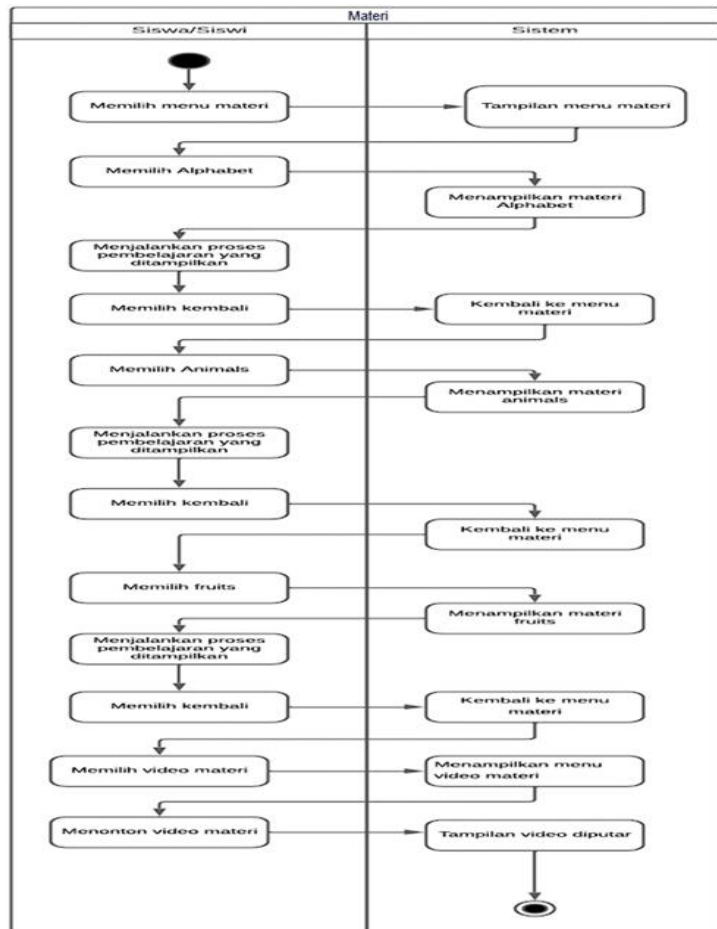 Materi
Siswa/Siswi
Sistem
Memilih menu materi
Tampilan menu materi
Memilih Alphabet
Menampilkan materi
Alphabet
Menjalankan proses
pembelajaran yang
ditampilkan
Memilih kembali
Kembali ke menu
materi
Memilih Animals
Menampilkan materi
animals
Menjalankan proses
pembelajaran yang
ditampilkan
Memilih kembali
Kembali ke menu
materi
Memilih fruits
Menampilkan materi
fruits
Menjalankan proses
pembelajaran yang
ditampilkan
Memilih kembali
Kembali ke menu
materi
Memilih video materi
Menampilkan menu
video materi
Menonton video materi
Tampilan video diputar